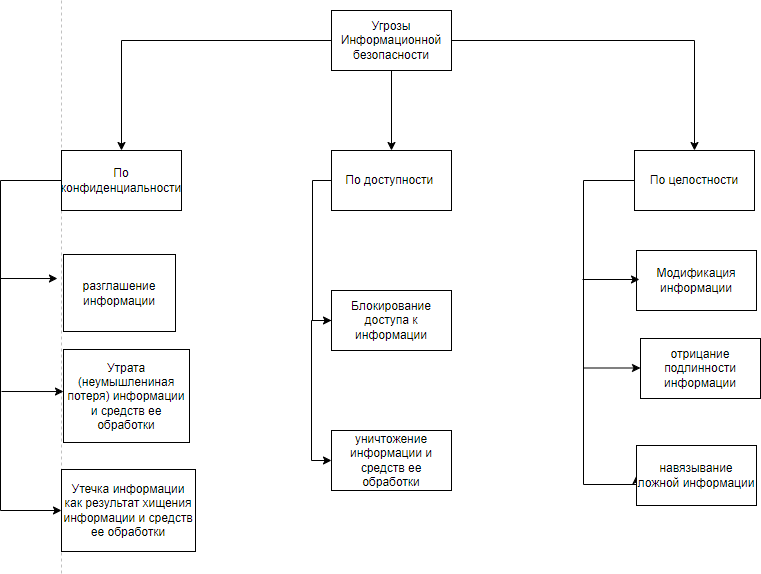 Угрозы
Информационной
безопасности
По
конфиденциальности
По доступности
По целостности
разглашение
информации
Утрата
(неумышлениная
потеря) информации
и средств ее
обработки
Утечка информации
как результат хищения
информации и средств
ее обработки
Блокирование
доступа к
информации
уничтожение
информации и
средств ее
обработки
Модификация
информации
отрицание
подлинности
информации
навязывание
ложной информации